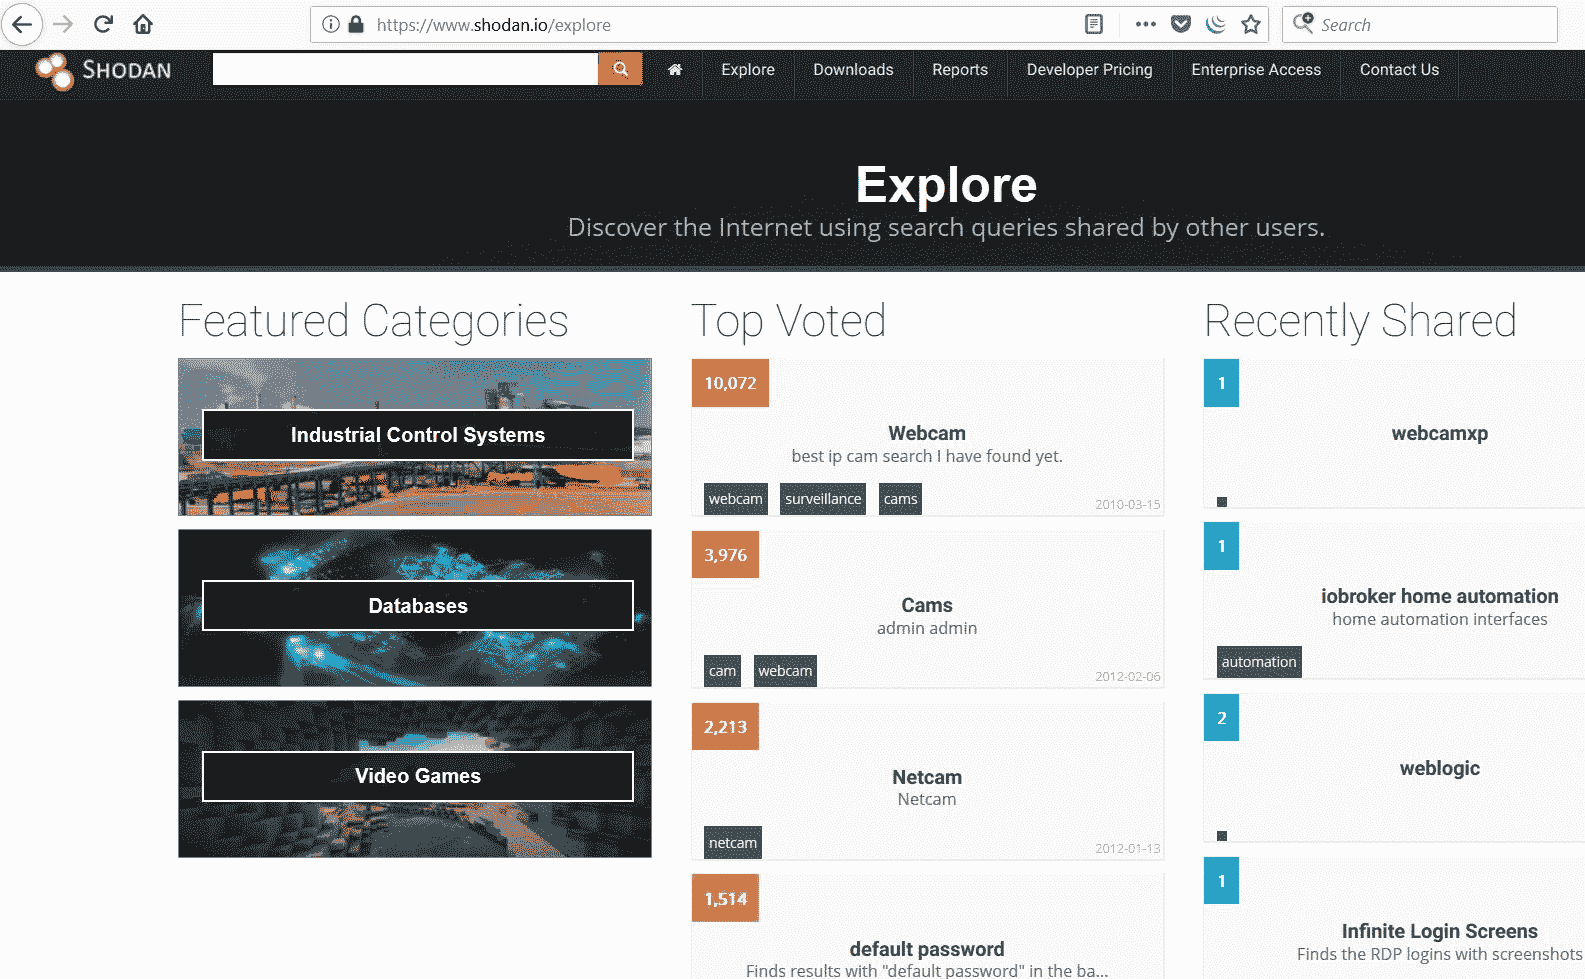 https://www.shodan.io/explore
Search
SHODAN
Explore
Downloads
Reports
Developer Pricing
Enterprise Access
Contact Us
Explore
Discover the Internet using search queries shared by other users.
Featured Categories
Industrial Control Systems
Databases
Video Games
Top Voted
10,072
Webcam
best ip cam search I have found yet.
webcam surveillance cams
2010-03-15
3,976
Cams
admin admin
cam webcam
2012-02-06
2,213
Netcam
Netcam
netcam
2012-01-13
1,514
default password
Finds results with "default password" in the ba...
Recently Shared
1
webcamxp
1
iobroker home automation
home automation interfaces
automation
2
weblogic
1
Infinite Login Screens
Finds the RDP logins with screenshots